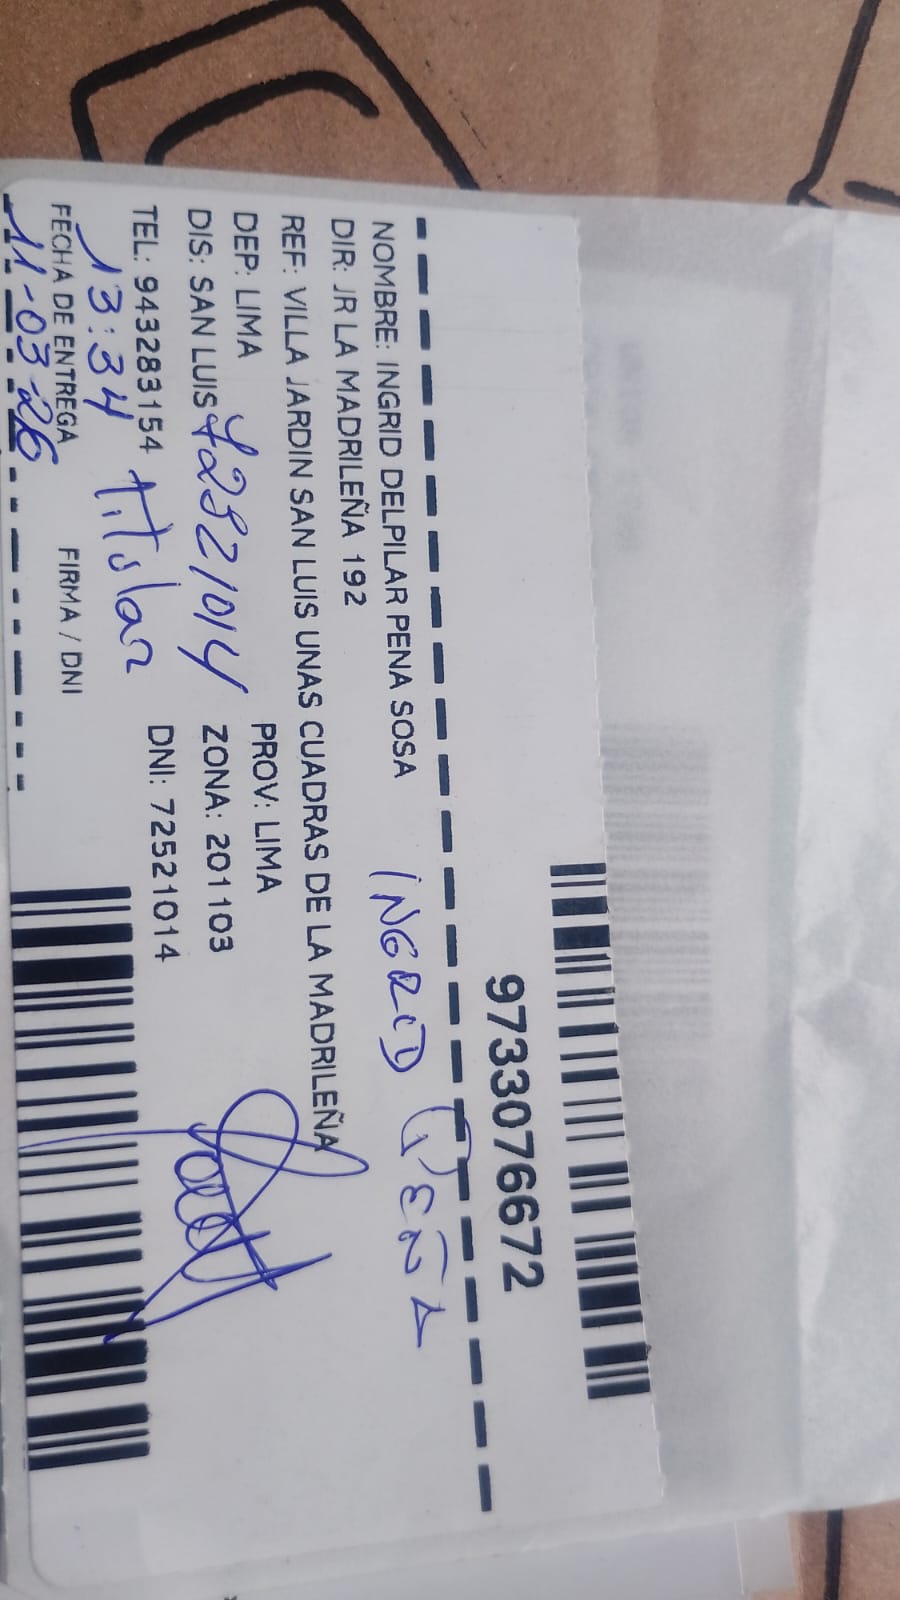 9733076672
NOMBRE: INGRID DELPILAR PENA SOSA
INGRID PEÑA
DIR: JR LA MADRILEÑA 192
REF: VILLA JARDIN SAN LUIS UNAS CUADRAS DE LA MADRILEÑA
DEP: LIMA
PROV: LIMA
DIS: SAN LUIS
72521014
ZONA: 201103
TEL: 943283154
titular
DNI: 72521014
13:34
FECHA DE ENTREGA
FIRMA / DNI
11-03-26